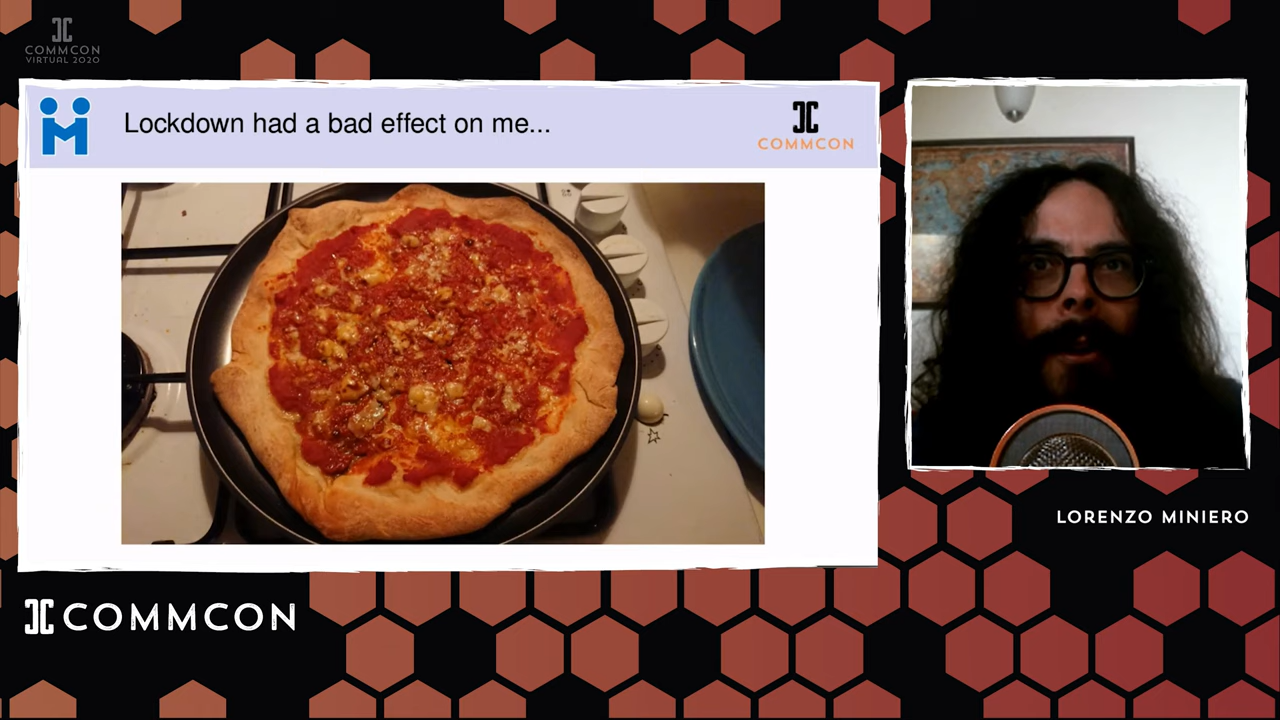 COMMCON
VIRTUAL 2020
Lockdown had a bad effect on me...
COMMCON
LORENZO MINIERO
COMMCON